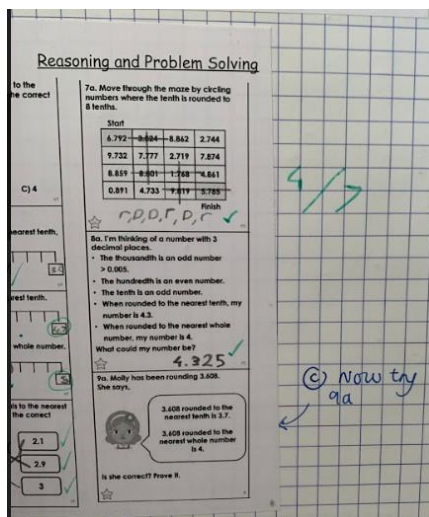 Reasoning and Problem Solving
to the
he correct
C) 4
nearest tenth,
rest tenth.
whole number.
is to the nearest
the correct
2.1
2.9
3
7a. Move through the maze by circling
numbers where the tenth is rounded to
8 tenths.
Start
6.792 3.824 8.862 2.744
9.732 7.777 2.719 7.874
8.859 8.801 1.768 4.861
0.891 4.733 9.819 5.785
Finish
r, D, D, r, D, r
8a. I'm thinking of a number with 3
decimal places.
• The thousandth is an odd number
> 0.005.
• The hundredth is an even number.
• The tenth is an odd number.
• When rounded to the nearest tenth, my
number is 4.3.
• When rounded to the nearest whole
number, my number is 4.
What could my number be?
4.325
9a. Molly has been rounding 3.608.
She says,
3.608 rounded to the
nearest tenth is 3.7.
3.608 rounded to the
nearest whole number
is 4.
Is she correct? Prove it.
4/7
C Now try
9a